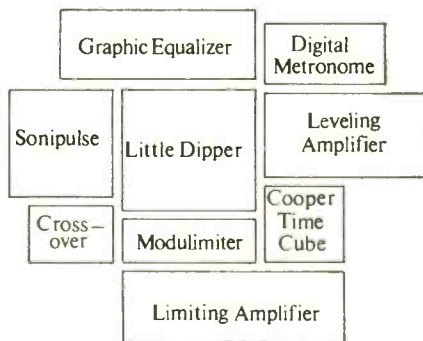 Graphic Equalizer
Digital
Metronome
Sonipulse
Little Dipper
Leveling
Amplifier
Cross–
over
Modulimiter
Cooper
Time
Cube
Limiting Amplifier